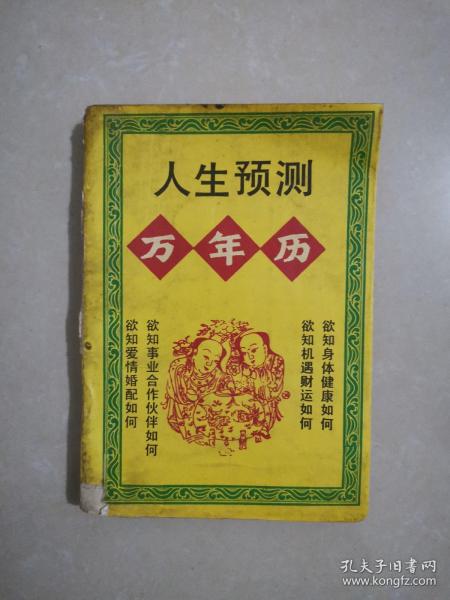 人生预测
万年历
欲知身体健康如何
欲知机遇财运如何
欲知事业合作伙伴如何
欲知爱情婚配如何
孔夫子旧书网
www.kongfz.com